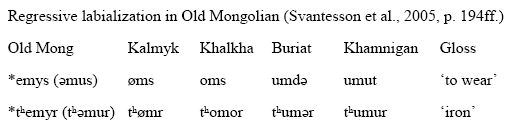 Regressive labialization in Old Mongolian (Svantesson et al., 2005, p. 194ff.)
Old Mong Kalmyk Khalkha Buriat Khamnigan Gloss
*emys (əmus) øms oms umdə umut ‘to wear’
*tʰemyr (tʰəmur) tʰømr tʰomor tʰumər tʰumur ‘iron’